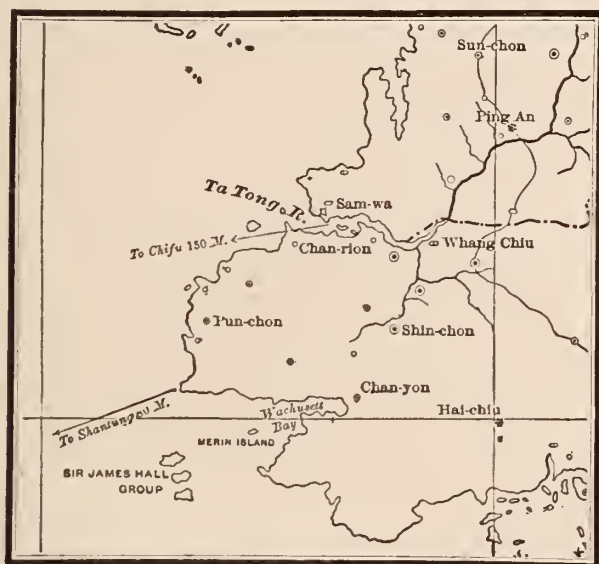 Sun-chon
Ping An
Ta Tong R.
Sam-wa
To Chifu 150 M.
Chan-rion
Whang Chiu
Pun-chon
Shin-chon
Chan-yon
Wachusett
Bay
Hai-chiu
To Shantung 90 M.
MERIN ISLAND
SIR JAMES HALL
GROUP